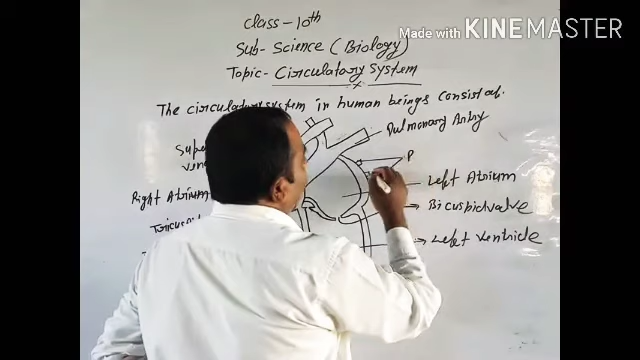 Class-10th
Made with KINEMASTER
Sub- Science (Biology)
Topic- Circulatory System
The circulatory system in human beings consist of.
Pulmonary Artry
P
Left Atrium
Right Atrium
Bicuspid valve
Left ventricle